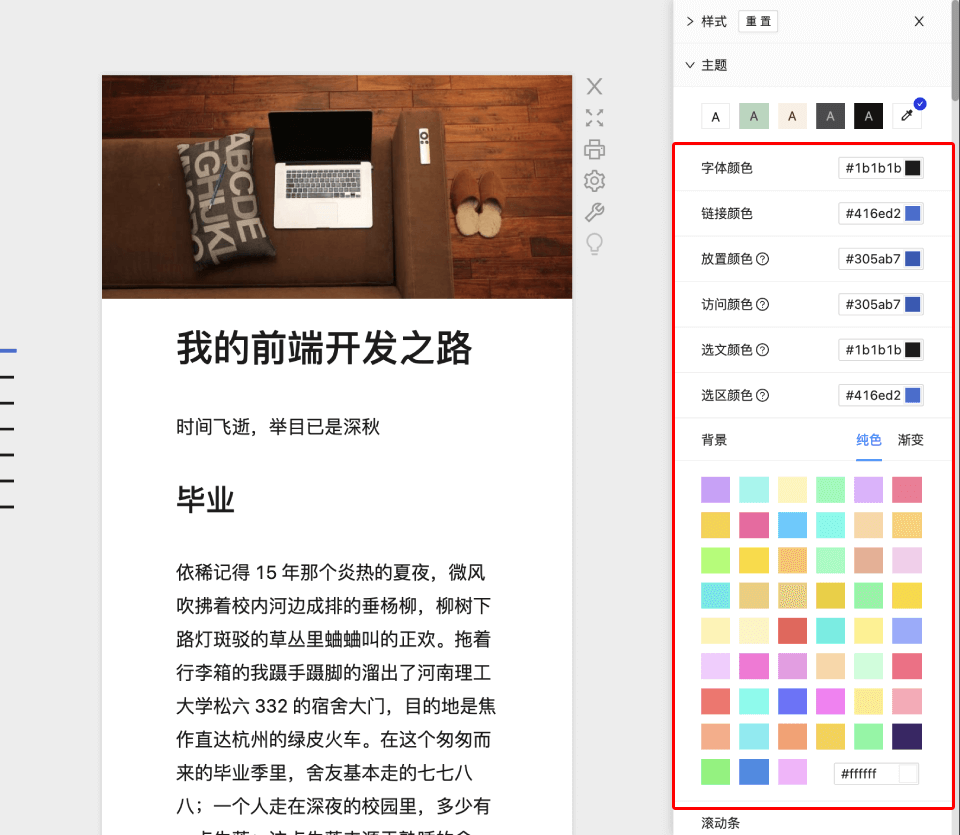 样式 重置
主题
A A A A A
字体颜色 #1b1b1b
链接颜色 #416ed2
放置颜色 #305ab7
访问颜色 #305ab7
选文颜色 #1b1b1b
选区颜色 #416ed2
背景 纯色 渐变
#ffffff
滚动条
ABCDE
我的前端开发之路
时间飞逝，举目已是深秋
毕业
依稀记得 15 年那个炎热的夏夜，微风
吹拂着校内河边成排的垂杨柳，柳树下
路灯斑驳的草丛里蛐蛐叫的正欢。拖着
行李箱的我蹑手蹑脚的溜出了河南理工
大学松六 332 的宿舍大门，目的地是焦
作直达杭州的绿皮火车。在这个匆匆而
来的毕业季里，舍友基本走的七七八
八；一个人走在深夜的校园里，多少有